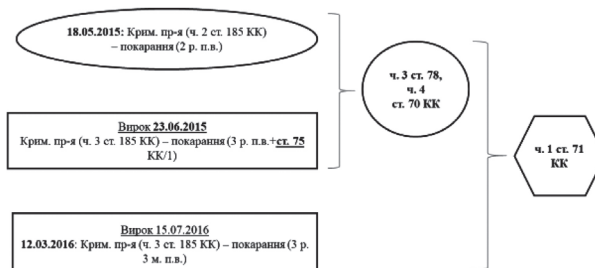 18.05.2015: Крим. пр-я (ч. 2 ст. 185 КК)
– покарання (2 р. п.в.)
ч. 3 ст. 78,
ч. 4
ст. 70 КК
Вирок 23.06.2015
Крим. пр-я (ч. 3 ст. 185 КК) – покарання (3 р. п.в.+ст. 75
КК/1)
ч. 1 ст. 71
КК
Вирок 15.07.2016
12.03.2016: Крим. пр-я (ч. 3 ст. 185 КК) – покарання (3 р.
3 м. п.в.)